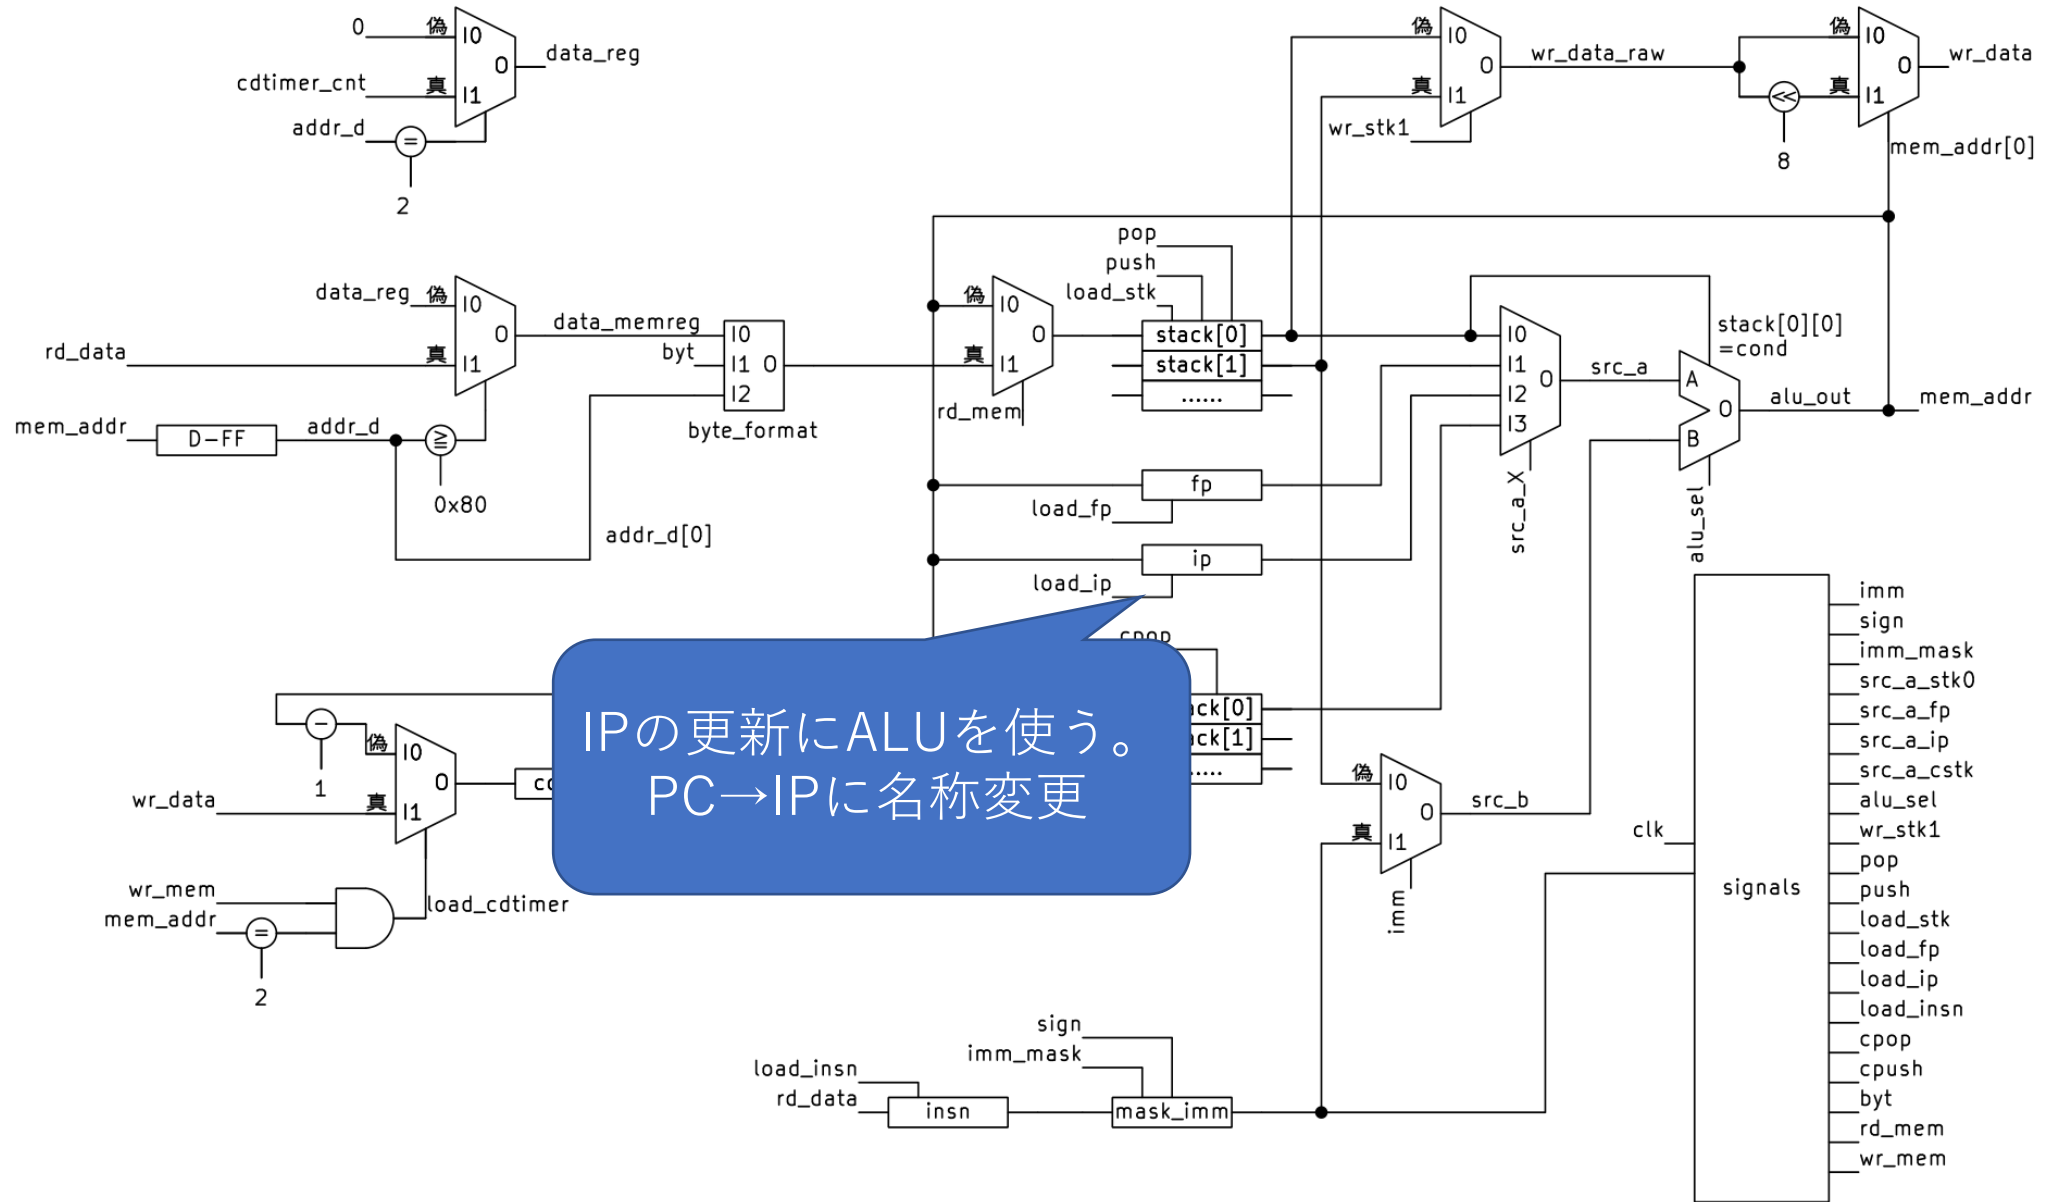 0
偽
I0
cdtimer_cnt
真
I1
O
data_reg
addr_d
=
2
偽
I0
真
I1
O
wr_stk1
wr_data_raw
<<
8
偽
I0
真
I1
O
wr_data
mem_addr[0]
data_reg
偽
I0
rd_data
真
I1
O
data_memreg
mem_addr
D-FF
addr_d
≧
0x80
addr_d[0]
I0
byt
I1
I2
O
byte_format
偽
I0
真
I1
O
rd_mem
pop
push
load_stk
stack[0]
stack[1]
......
fp
load_fp
ip
load_ip
I0
I1
I2
I3
O
src_a_X
src_a
stack[0][0]
=cond
A
B
O
alu_sel
alu_out
mem_addr
IPの更新にALUを使う。
PC→IPに名称変更
ack[0]
ack[1]
−
1
偽
I0
wr_data
真
I1
O
wr_mem
mem_addr
=
2
load_cdtimer
偽
I0
真
I1
O
imm
src_b
sign
imm_mask
load_insn
rd_data
insn
mask_imm
clk
signals
imm
sign
imm_mask
src_a_stk0
src_a_fp
src_a_ip
src_a_cstk
alu_sel
wr_stk1
pop
push
load_stk
load_fp
load_ip
load_insn
cpop
cpush
byt
rd_mem
wr_mem